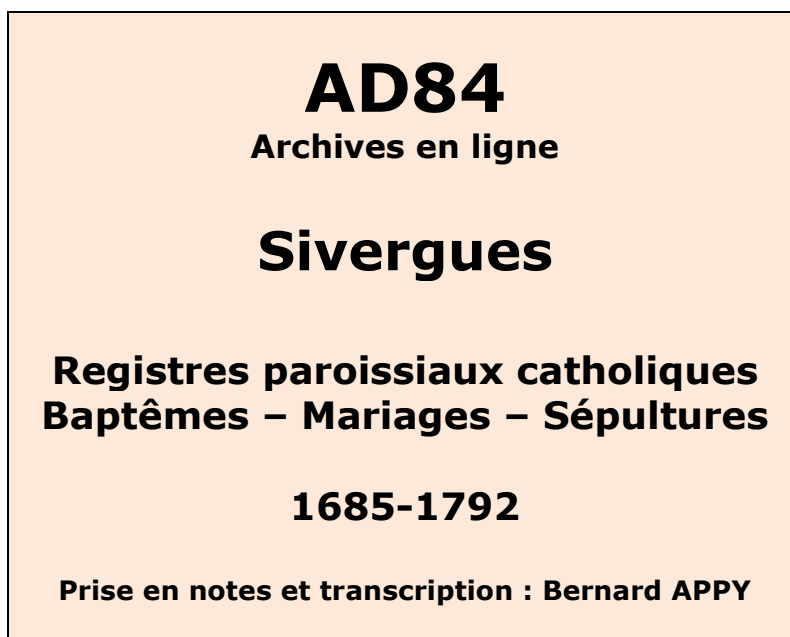 AD84
Archives en ligne
Sivergues
Registres paroissiaux catholiques
Baptêmes – Mariages – Sépultures
1685-1792
Prise en notes et transcription : Bernard APPY